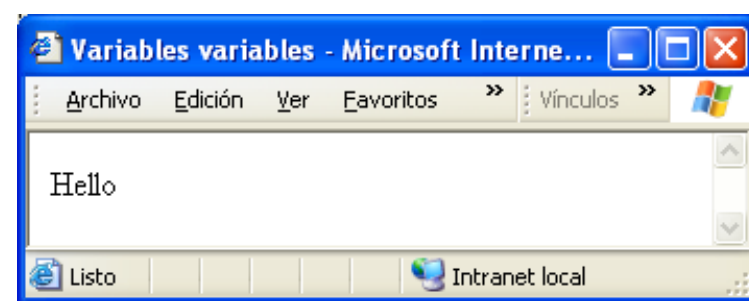 Variables variables - Microsoft Interne...
Archivo Edición Ver Favoritos » Vínculos »
Hello
Listo Intranet local